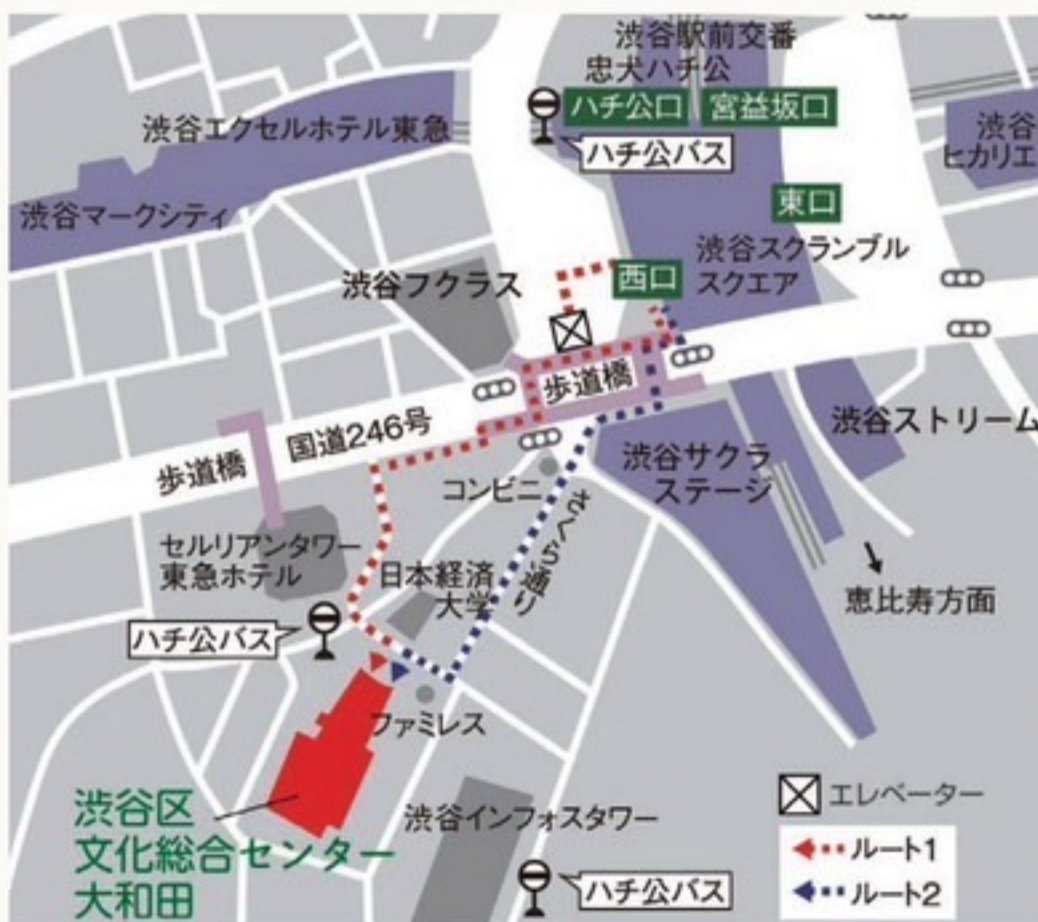 渋谷駅前交番
忠犬ハチ公
ハチ公口
宮益坂口
ハチ公バス
渋谷エクセルホテル東急
渋谷
ヒカリエ
渋谷マークシティ
東口
渋谷スクランブル
スクエア
西口
渋谷フクラス
歩道橋
国道246号
歩道橋
渋谷ストリーム
渋谷サクラ
ステージ
コンビニ
さくら通り
セルリアンタワー
東急ホテル
日本経済
大学
恵比寿方面
ハチ公バス
ファミレス
渋谷区
文化総合センター
大和田
渋谷インフォスタワー
ハチ公バス
エレベーター
ルート1
ルート2